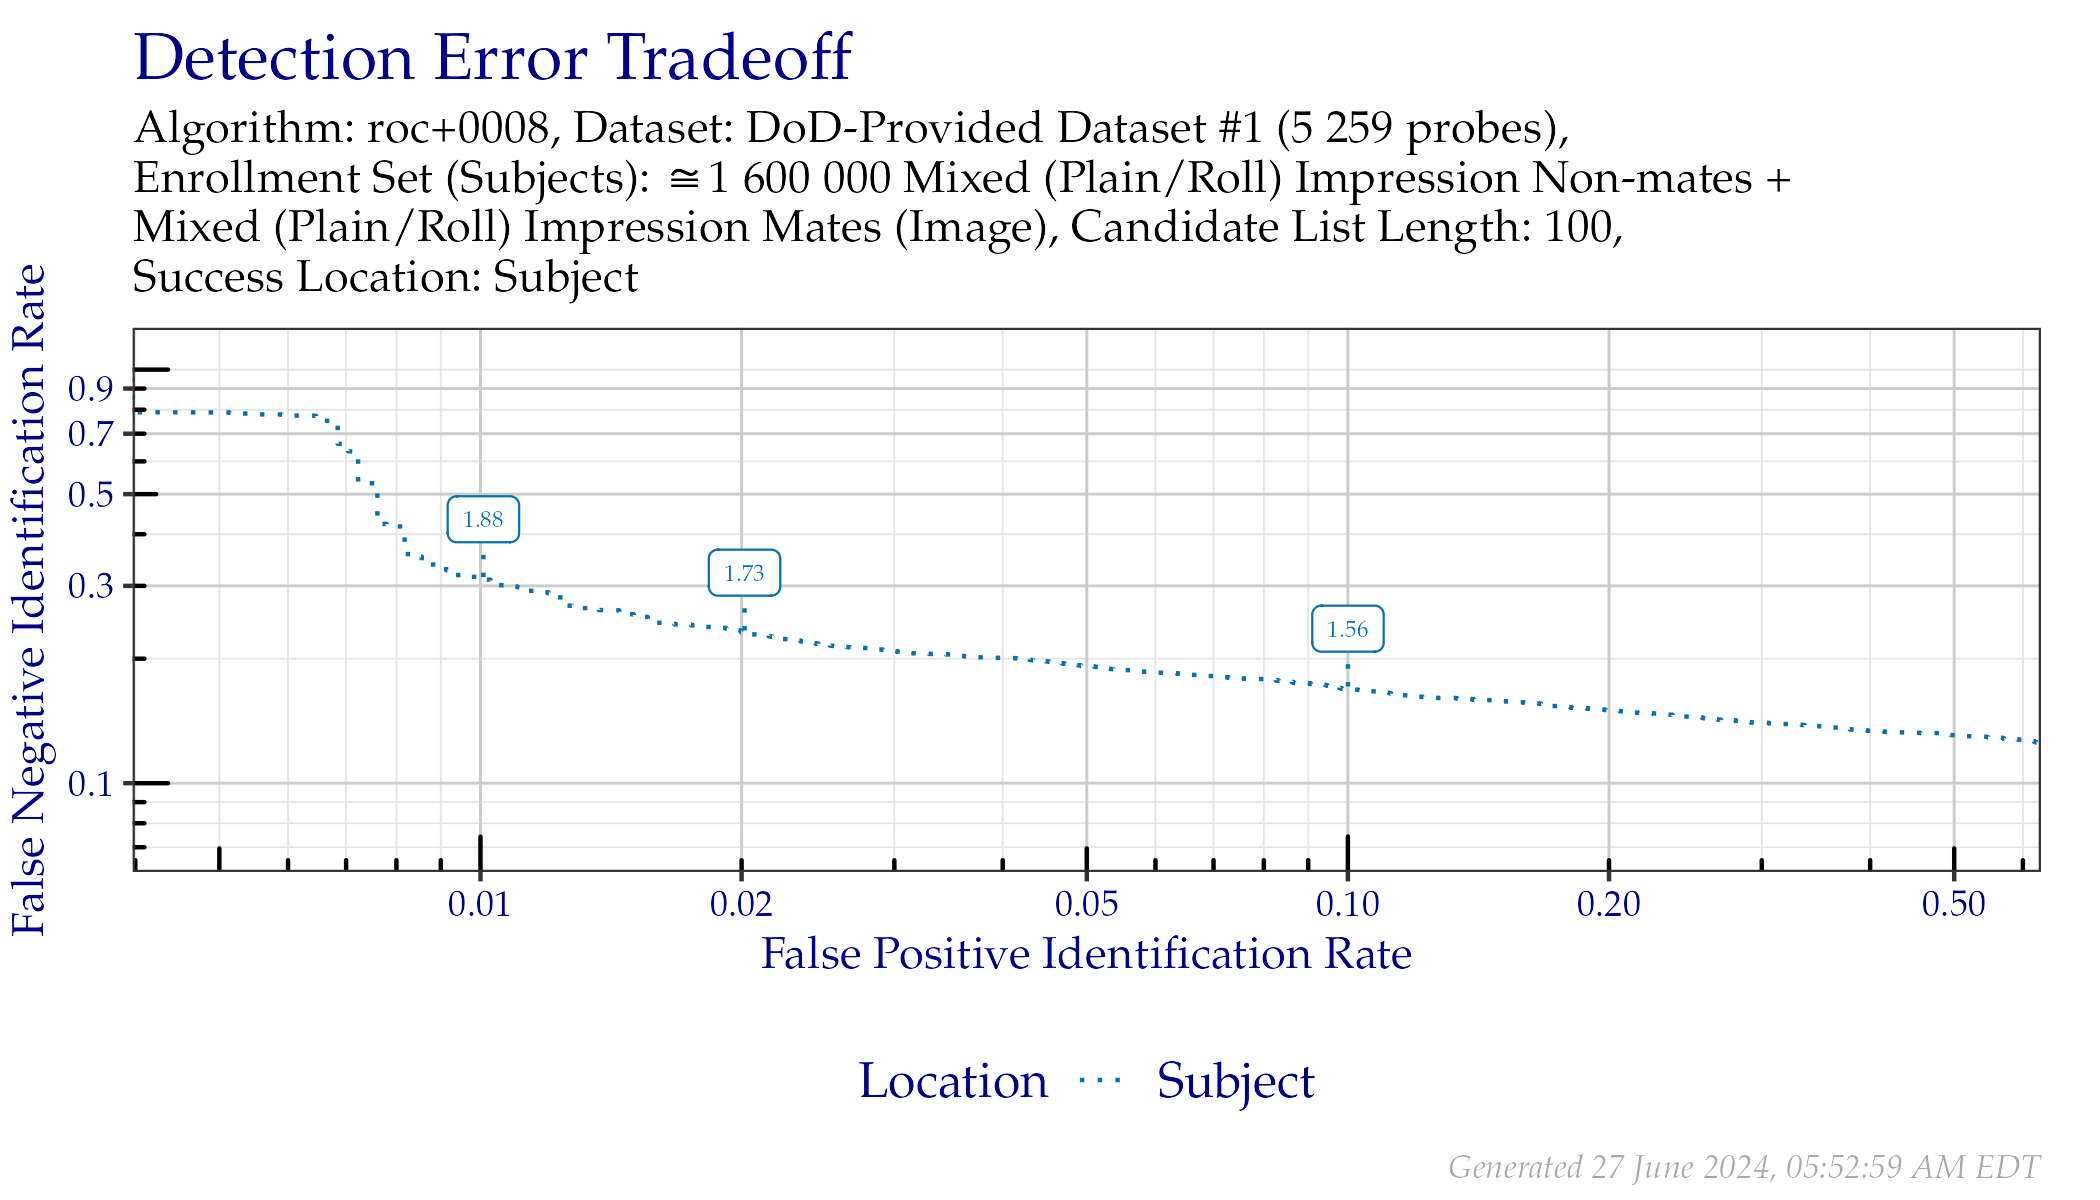 Detection Error Tradeoff
Algorithm: roc+0008, Dataset: DoD-Provided Dataset #1 (5 259 probes),
Enrollment Set (Subjects): ≅1 600 000 Mixed (Plain/Roll) Impression Non-mates +
Mixed (Plain/Roll) Impression Mates (Image), Candidate List Length: 100,
Success Location: Subject
False Negative Identification Rate
0.9
0.7
0.5
0.3
0.1
1.88
1.73
1.56
0.01
0.02
0.05
0.10
0.20
0.50
False Positive Identification Rate
Location
Subject
Generated 27 June 2024, 05:52:59 AM EDT